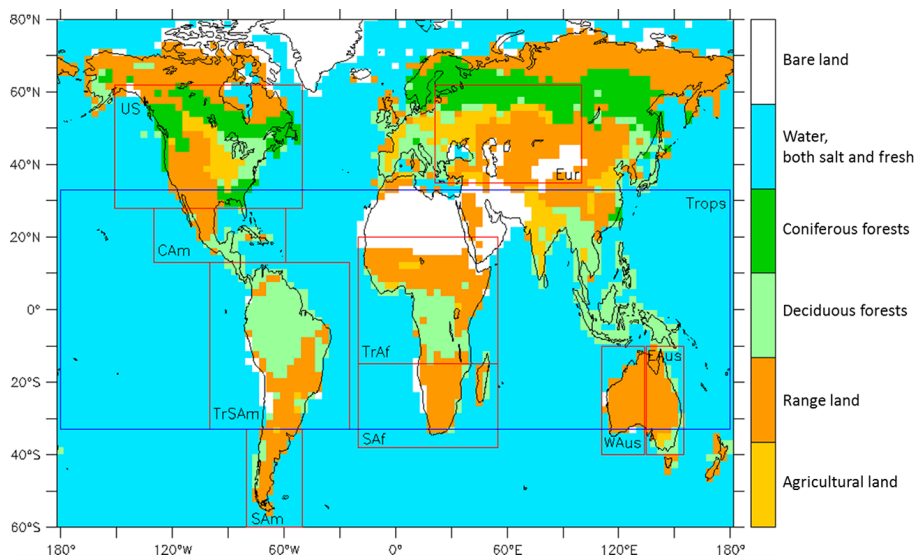 80°N
60°N
40°N
20°N
0°
20°S
40°S
60°S
180°
120°W
60°W
0°
60°E
120°E
180°
US
Eur
Trops
CAm
TrAf
EAus
TrSAm
SAf
WAus
SAm
Bare land
Water,
both salt and fresh
Coniferous forests
Deciduous forests
Range land
Agricultural land